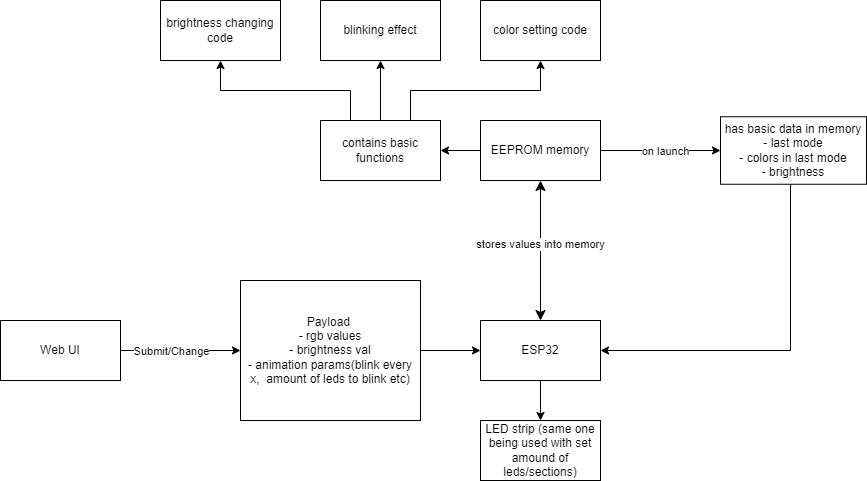 brightness changing
code
blinking effect
color setting code
contains basic
functions
EEPROM memory
on launch
has basic data in memory
- last mode
- colors in last mode
- brightness
stores values into memory
Web UI
Submit/Change
Payload
- rgb values
- brightness val
- animation params(blink every
x,  amount of leds to blink etc)
ESP32
LED strip (same one
being used with set
amound of
leds/sections)